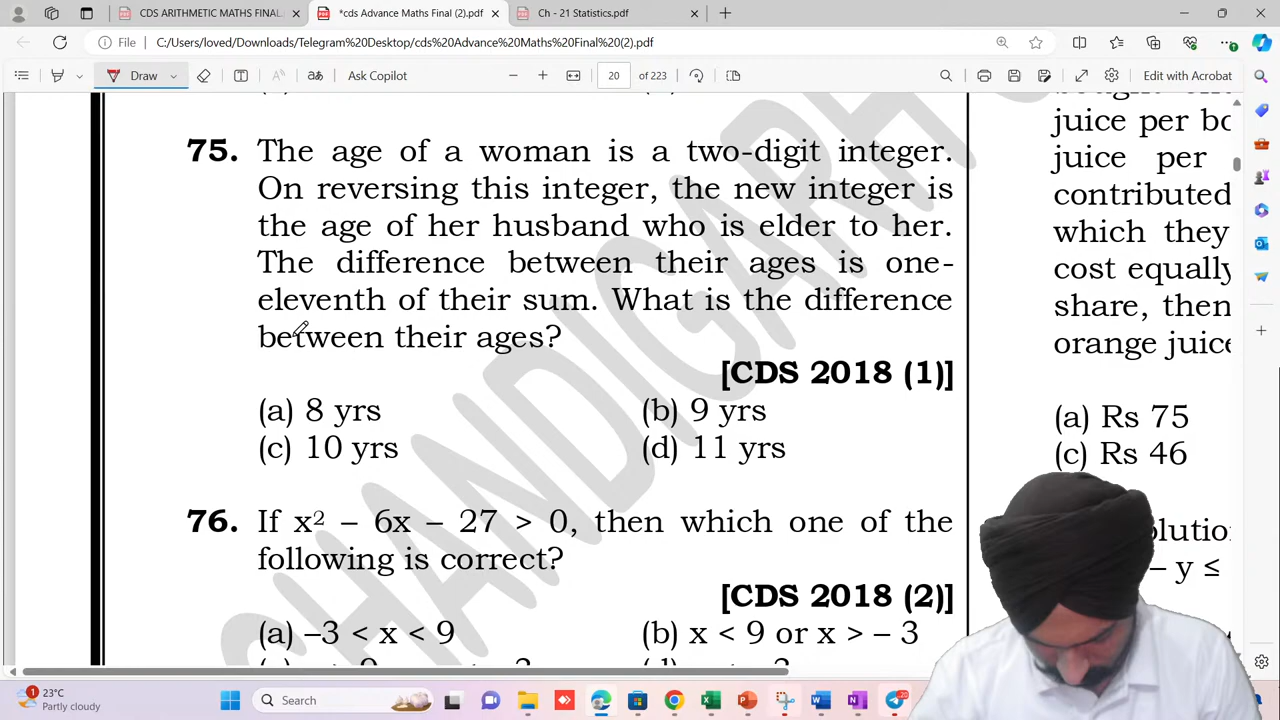 CDS ARITHMETIC MATHS FINAL.
*cds Advance Maths Final (2).pdf
Ch - 21 Statistics.pdf
File
C:/Users/loved/Downloads/Telegram%20Desktop/cds%20Advance%20Maths%20Final%20(2).pdf
Draw
Ask Copilot
20 of 223
Edit with Acrobat
75. The age of a woman is a two-digit integer.
On reversing this integer, the new integer is
the age of her husband who is elder to her.
The difference between their ages is one-
eleventh of their sum. What is the difference
between their ages?
[CDS 2018 (1)]
(a) 8 yrs (b) 9 yrs
(c) 10 yrs (d) 11 yrs
76. If x² – 6x – 27 > 0, then which one of the
following is correct?
[CDS 2018 (2)]
(a) –3 < x < 9 (b) x < 9 or x > – 3
juice per
juice per
contributed
which they
cost equally
share, then
orange juice
(a) Rs 75
(c) Rs 46
– y ≤
CHANDIGARH
23°C
Partly cloudy
Search